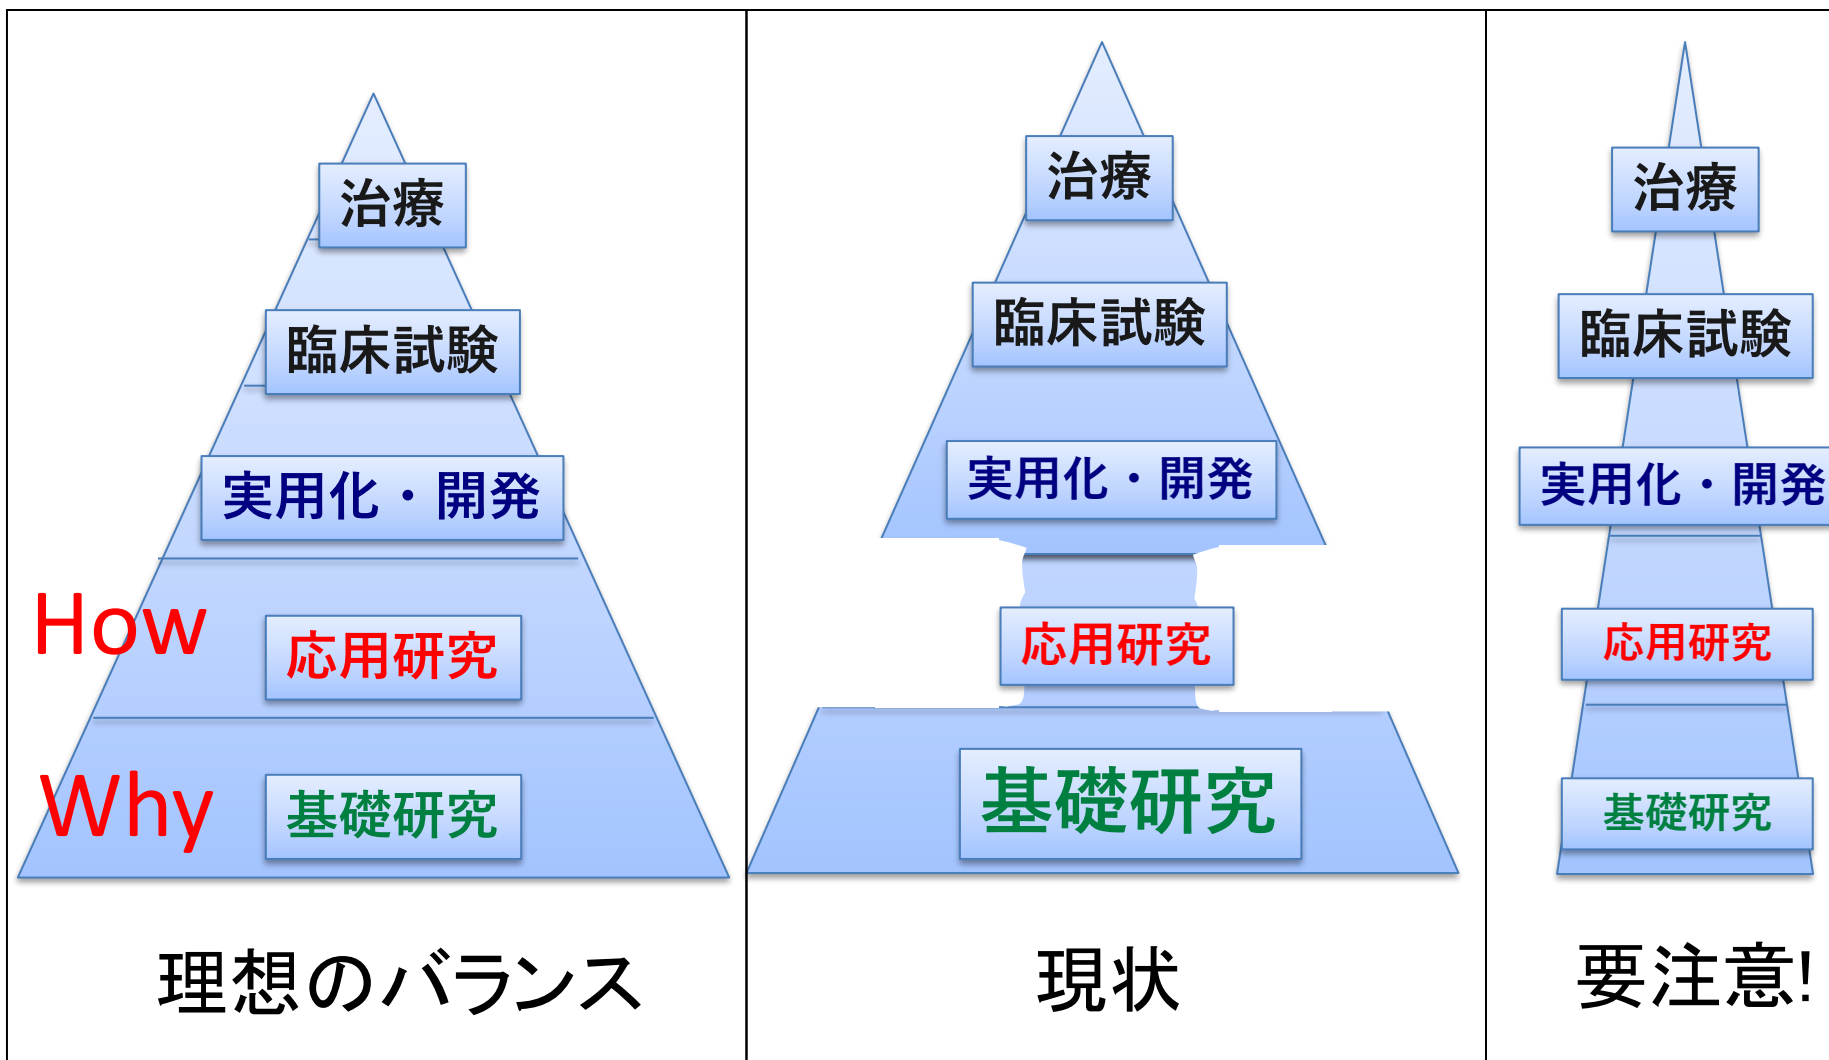 治療
臨床試験
実用化・開発
How
応用研究
Why
基礎研究
理想のバランス
治療
臨床試験
実用化・開発
応用研究
基礎研究
現状
治療
臨床試験
実用化・開発
応用研究
基礎研究
要注意!